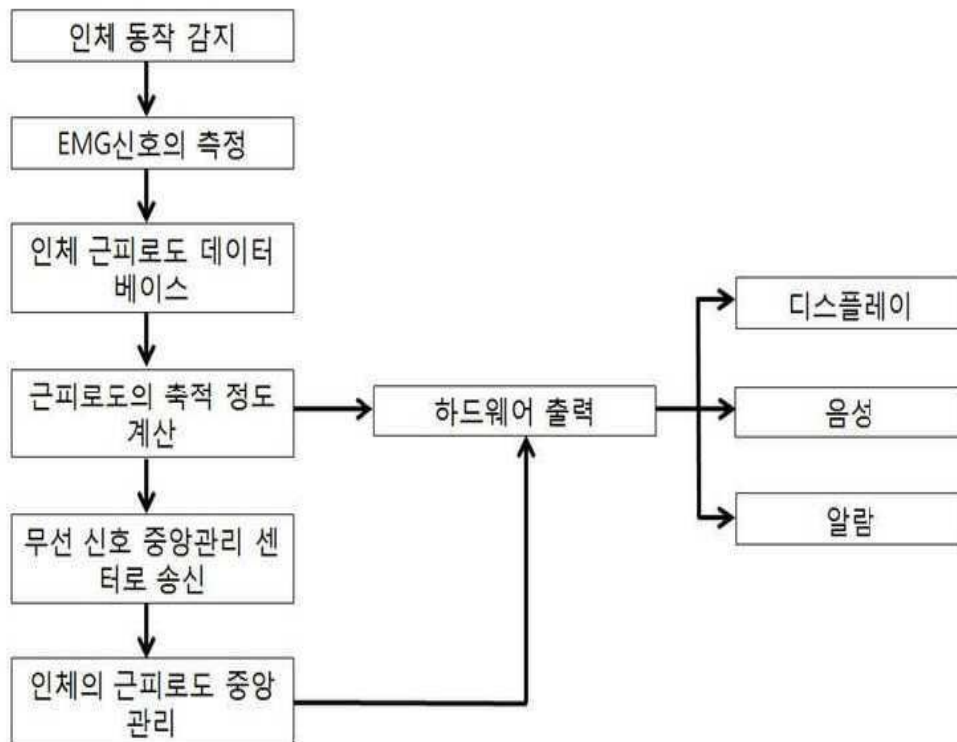 인체 동작 감지
EMG신호의 측정
인체 근피로도 데이터
베이스
근피로도의 축적 정도
계산
무선 신호 중앙관리 센
터로 송신
인체의 근피로도 중앙
관리
하드웨어 출력
디스플레이
음성
알람